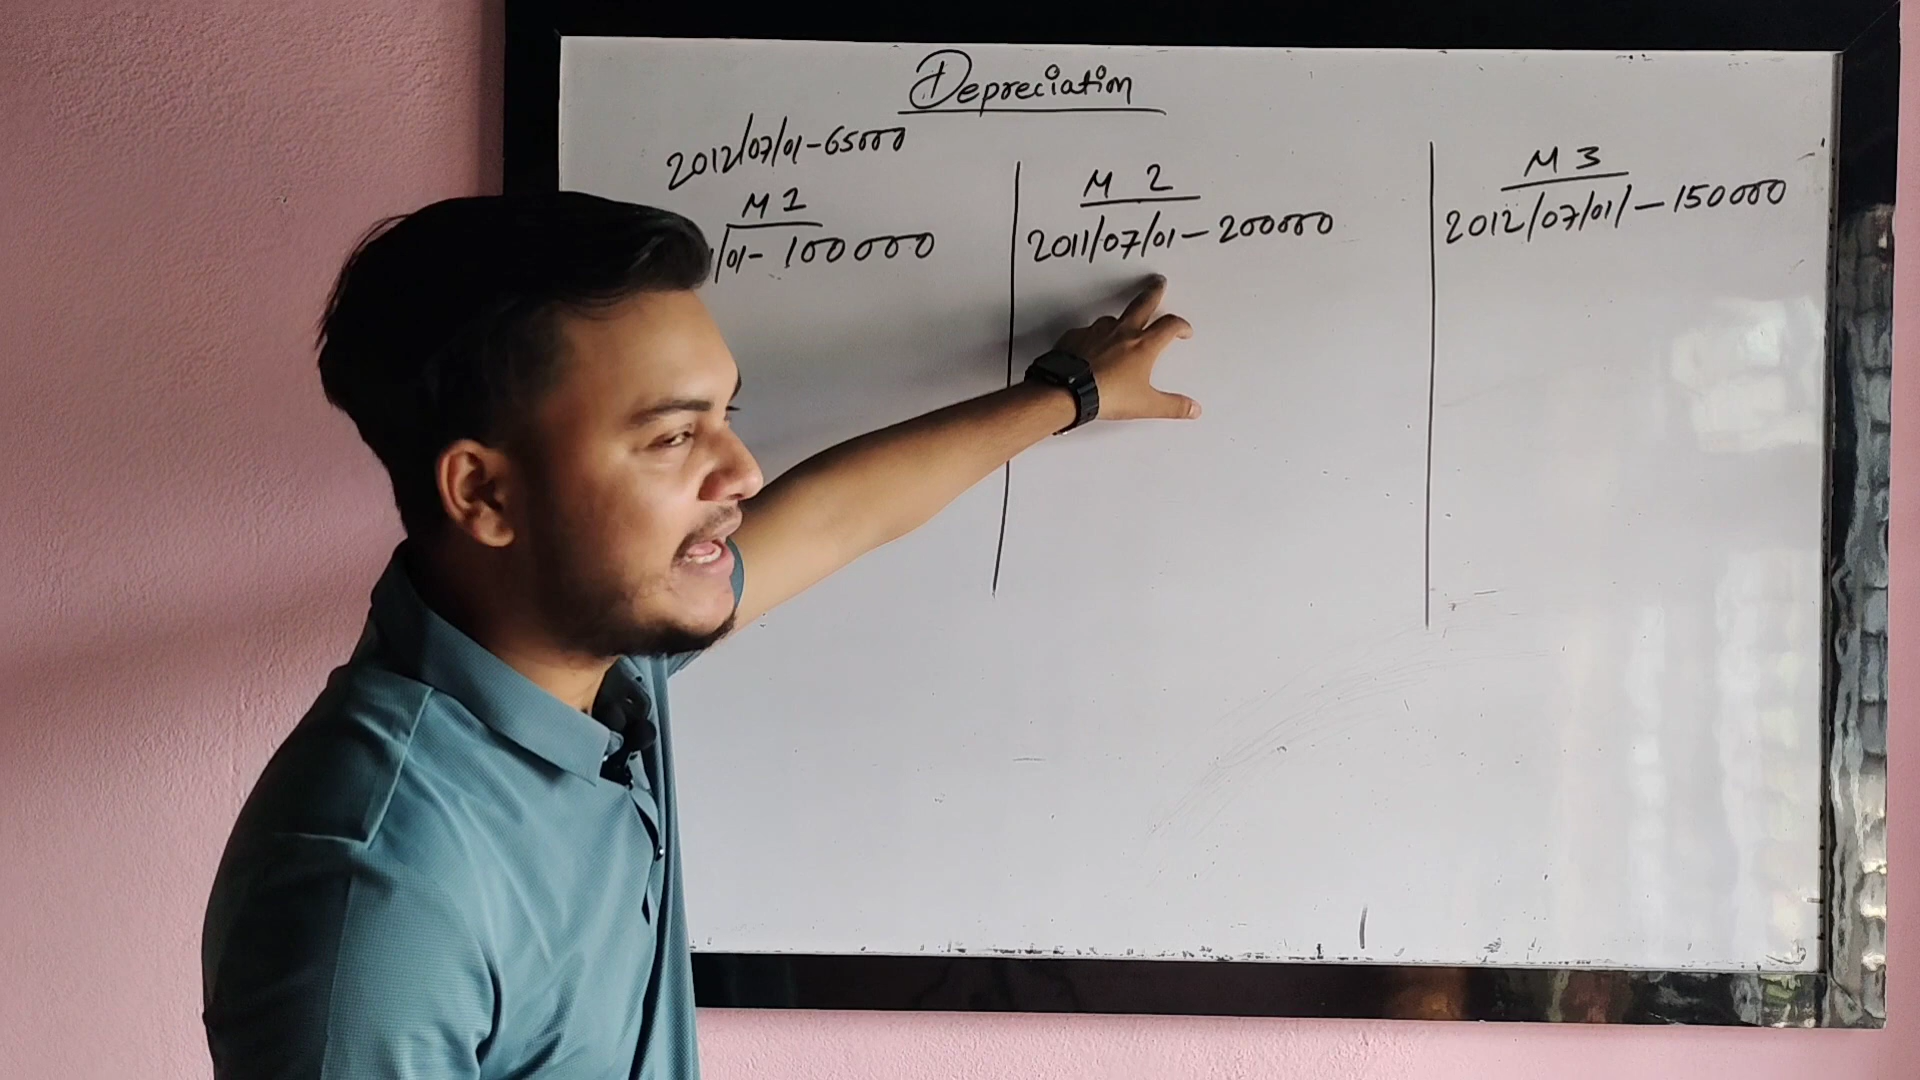 Depreciation
2012/07/01-65000
M 1
/01- 100000
M 2
2011/07/01-200000
M 3
2012/07/01/-150000